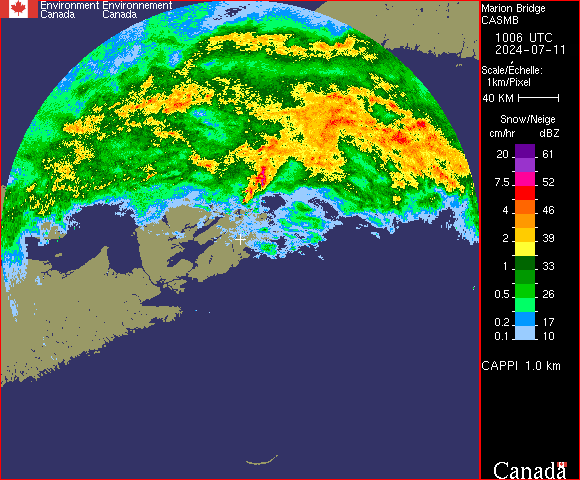 Environment Environnement
Canada Canada
Marion Bridge
CASMB
1006 UTC
2024-07-11
Scale/Échelle:
1km/Pixel
40 KM
Snow/Neige
cm/hr dBZ
20 61
7.5 52
4 46
2 39
1 33
0.5 26
0.2 17
0.1 10
CAPPI 1.0 km
Canada